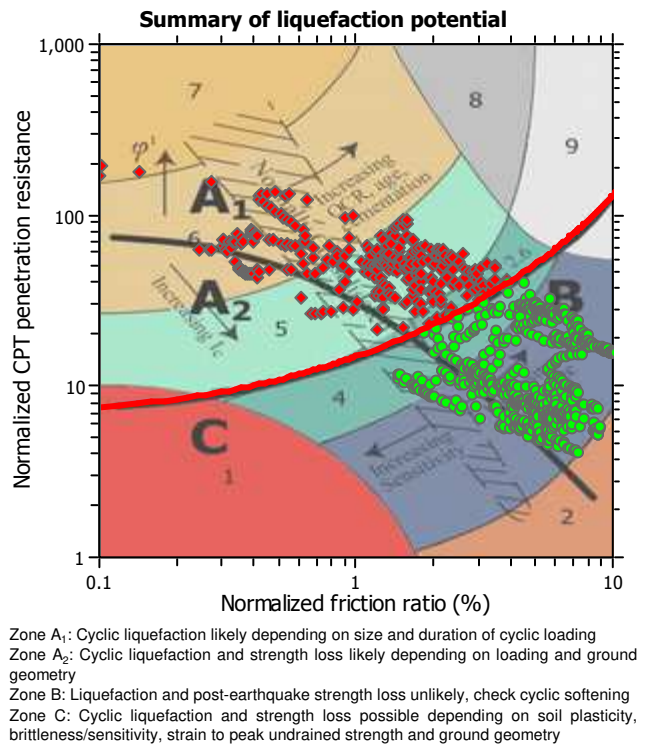 Summary of liquefaction potential
Normalized CPT penetration resistance
1,000
100
10
1
0.1
1
10
Normalized friction ratio (%)
7
8
9
φ'
Increasing
OCR, age,
A1
6
A2
Increasing Ic
5
B
4
C
1
Increasing
Sensitivity
2
Zone A1: Cyclic liquefaction likely depending on size and duration of cyclic loading
Zone A2: Cyclic liquefaction and strength loss likely depending on loading and ground
geometry
Zone B: Liquefaction and post-earthquake strength loss unlikely, check cyclic softening
Zone C: Cyclic liquefaction and strength loss possible depending on soil plasticity,
brittleness/sensitivity, strain to peak undrained strength and ground geometry